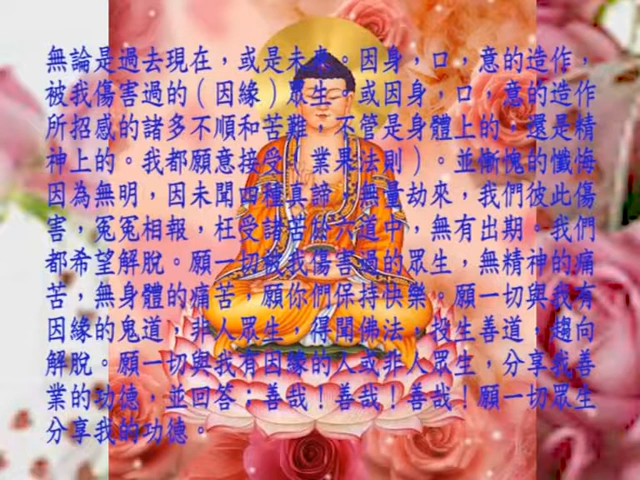 無論是過去現在，或是未來。因身，口，意的造作，
被我傷害過的（因緣）眾生。或因身，口，意的造作
所招感的諸多不順和苦難，不管是身體上的，還是精
神上的。我都願意接受（業果法則）。並慚愧的懺悔
因為無明，因未聞四種真諦，無量劫來，我們彼此傷
害，冤冤相報，枉受諸苦於六道中，無有出期。我們
都希望解脫。願一切被我傷害過的眾生，無精神的痛
苦，無身體的痛苦，願你們保持快樂。願一切與我有
因緣的鬼道，非人眾生，得聞佛法，投生善道，趨向
解脫。願一切與我有因緣的人或非人眾生，分享我善
業的功德，並回答；善哉！善哉！善哉！願一切眾生
分享我的功德。